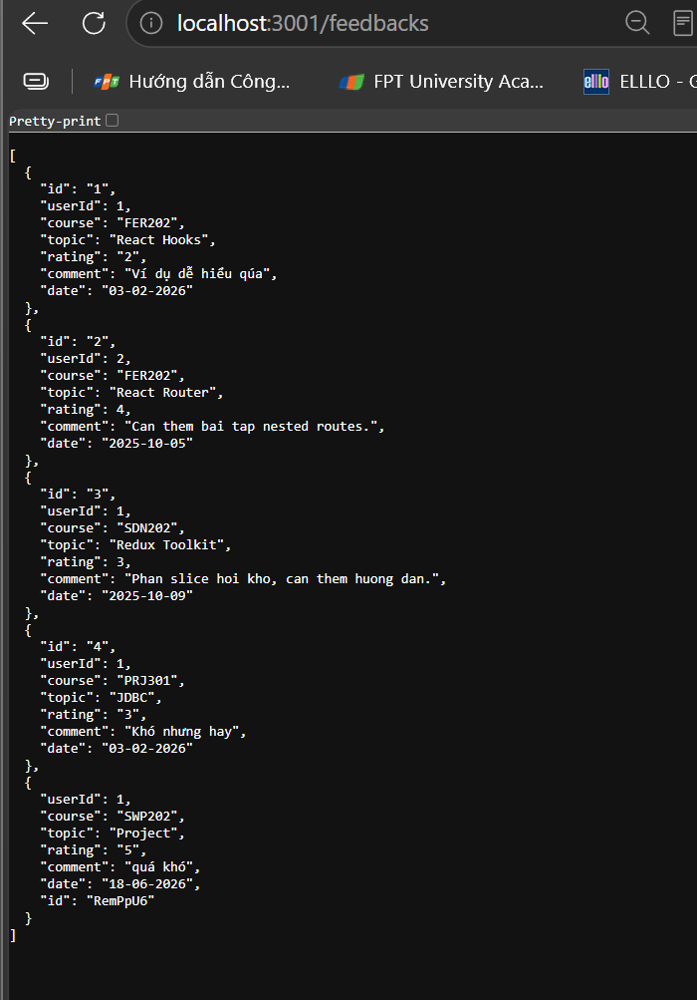 localhost:3001/feedbacks
FPT Hướng dẫn Công... FPT University Aca... elllo ELLLO - G
Pretty-print
[
  {
    "id": "1",
    "userId": 1,
    "course": "FER202",
    "topic": "React Hooks",
    "rating": "2",
    "comment": "Ví dụ dễ hiểu qúa",
    "date": "03-02-2026"
  },
  {
    "id": "2",
    "userId": 2,
    "course": "FER202",
    "topic": "React Router",
    "rating": 4,
    "comment": "Can them bai tap nested routes.",
    "date": "2025-10-05"
  },
  {
    "id": "3",
    "userId": 1,
    "course": "SDN202",
    "topic": "Redux Toolkit",
    "rating": 3,
    "comment": "Phan slice hoi kho, can them huong dan.",
    "date": "2025-10-09"
  },
  {
    "id": "4",
    "userId": 1,
    "course": "PRJ301",
    "topic": "JDBC",
    "rating": "3",
    "comment": "Khó nhưng hay",
    "date": "03-02-2026"
  },
  {
    "userId": 1,
    "course": "SWP202",
    "topic": "Project",
    "rating": "5",
    "comment": "quá khó",
    "date": "18-06-2026",
    "id": "RemPpU6"
  }
]